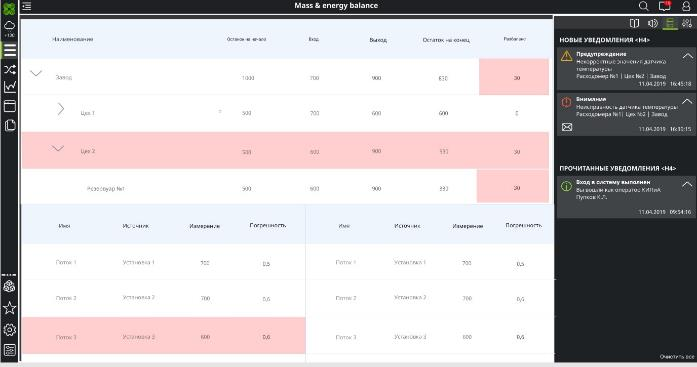 Mass & energy balance
+13C
Наименование Остаток на начало Вход Выход Остаток на конец Разбаланс
Завод 1000 700 900 830 30
Цех 1 500 700 600 600 0
Цех 2 500 600 900 930 30
Резервуар №1 500 600 900 330 30
Имя Источник Измерение Погрешность Имя Источник Измерение Погрешность
Поток 1 Установка 1 700 0,5 Поток 1 Установка 1 700 0,5
Поток 2 Установка 2 700 0,6 Поток 2 Установка 2 700 0,6
Поток 3 Установка 3 600 0,6 Поток 3 Установка 3 600 0,6
НОВЫЕ УВЕДОМЛЕНИЯ <H4>
Предупреждение
Некорректные значения датчика
температуры
Расходомер №1 | Цех №2 | Завод
11.04.2019 16:45:18
Внимание
Неисправность датчика температуры
Расходомера №1| Цех №2 | Завод
11.04.2019 16:30:15
ПРОЧИТАННЫЕ УВЕДОМЛЕНИЯ <H4>
Вход в систему выполнен
Вы вошли как оператор КИПиА
Пупков К.Л.
11.04.2019 09:54:16
Очистить все